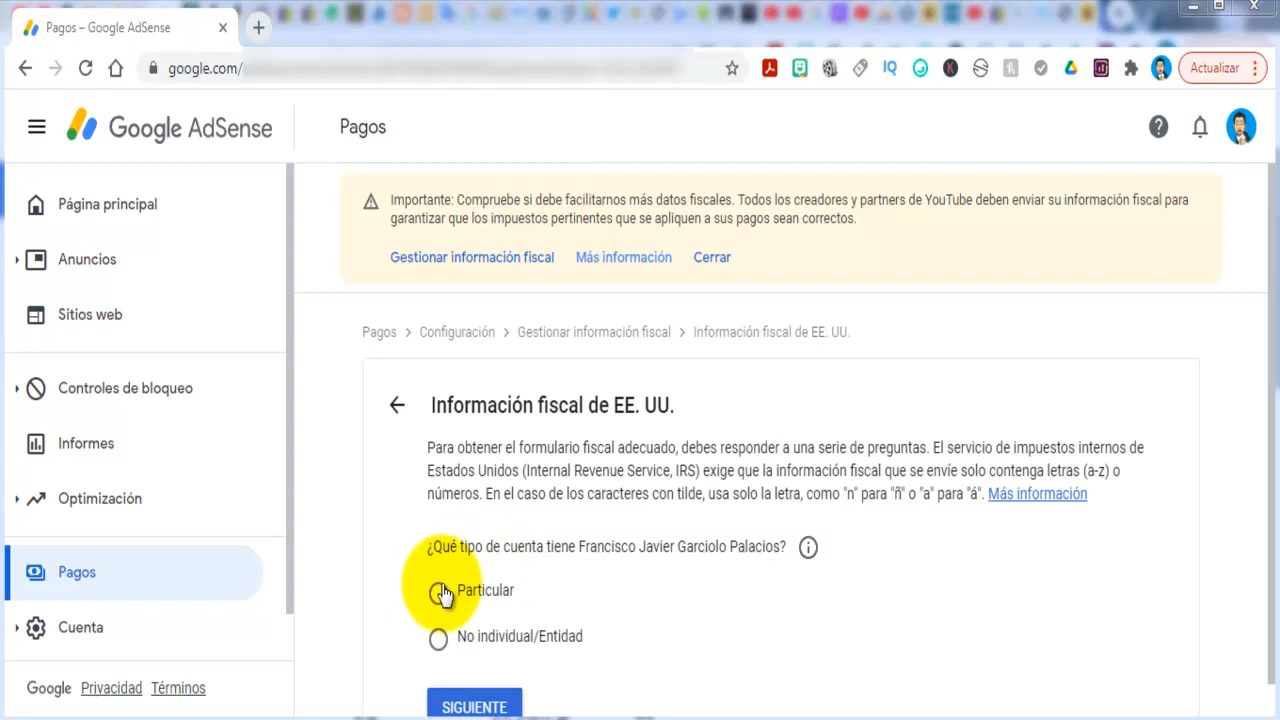 Pagos – Google AdSense
google.com/
IQ
Actualizar
Google AdSense
Pagos
Página principal
Anuncios
Sitios web
Controles de bloqueo
Informes
Optimización
Pagos
Cuenta
Google Privacidad Términos
Importante: Compruebe si debe facilitarnos más datos fiscales. Todos los creadores y partners de YouTube deben enviar su información fiscal para
garantizar que los impuestos pertinentes que se apliquen a sus pagos sean correctos.
Gestionar información fiscal Más información Cerrar
Pagos > Configuración > Gestionar información fiscal > Información fiscal de EE. UU.
Información fiscal de EE. UU.
Para obtener el formulario fiscal adecuado, debes responder a una serie de preguntas. El servicio de impuestos internos de
Estados Unidos (Internal Revenue Service, IRS) exige que la información fiscal que se envíe solo contenga letras (a-z) o
números. En el caso de los caracteres con tilde, usa solo la letra, como "n" para "ñ" o "a" para "á". Más información
¿Qué tipo de cuenta tiene Francisco Javier Garciolo Palacios?
Particular
No individual/Entidad
SIGUIENTE